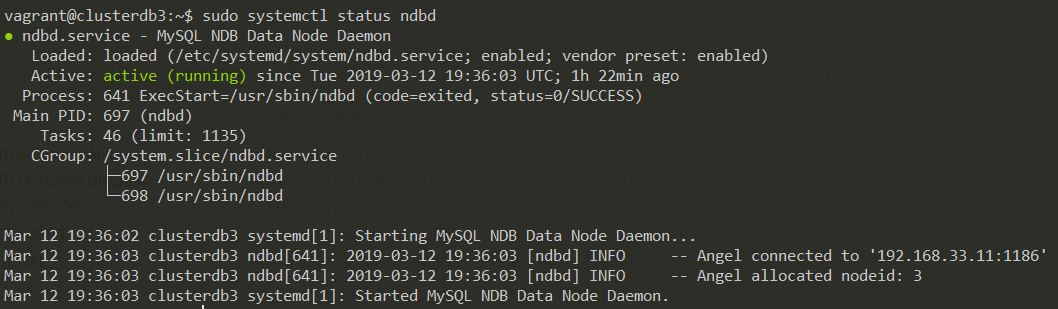 vagrant@clusterdb3:~$ sudo systemctl status ndbd
● ndbd.service - MySQL NDB Data Node Daemon
   Loaded: loaded (/etc/systemd/system/ndbd.service; enabled; vendor preset: enabled)
   Active: active (running) since Tue 2019-03-12 19:36:03 UTC; 1h 22min ago
  Process: 641 ExecStart=/usr/sbin/ndbd (code=exited, status=0/SUCCESS)
 Main PID: 697 (ndbd)
    Tasks: 46 (limit: 1135)
   CGroup: /system.slice/ndbd.service
           ├─697 /usr/sbin/ndbd
           └─698 /usr/sbin/ndbd
Mar 12 19:36:02 clusterdb3 systemd[1]: Starting MySQL NDB Data Node Daemon...
Mar 12 19:36:03 clusterdb3 ndbd[641]: 2019-03-12 19:36:03 [ndbd] INFO     -- Angel connected to '192.168.33.11:1186'
Mar 12 19:36:03 clusterdb3 ndbd[641]: 2019-03-12 19:36:03 [ndbd] INFO     -- Angel allocated nodeid: 3
Mar 12 19:36:03 clusterdb3 systemd[1]: Started MySQL NDB Data Node Daemon.